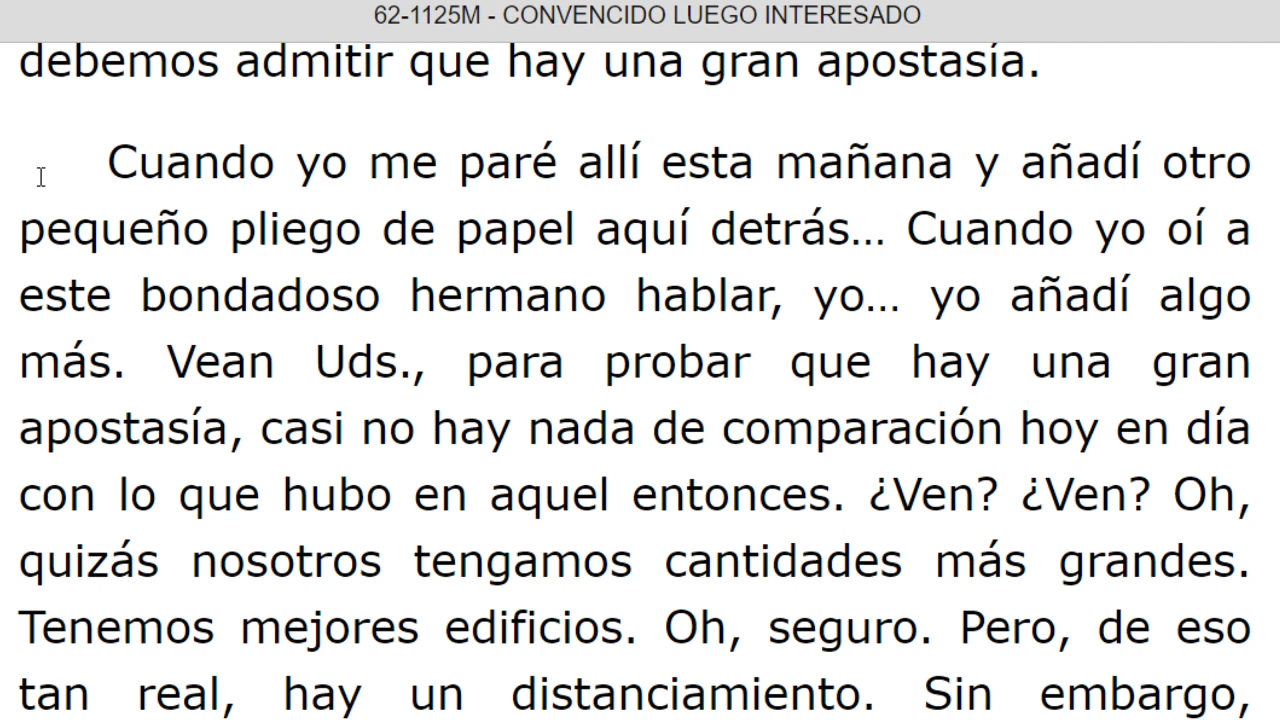 62-1125M - CONVENCIDO LUEGO INTERESADO
debemos admitir que hay una gran apostasía.
Cuando yo me paré allí esta mañana y añadí otro
pequeño pliego de papel aquí detrás... Cuando yo oí a
este bondadoso hermano hablar, yo... yo añadí algo
más. Vean Uds., para probar que hay una gran
apostasía, casi no hay nada de comparación hoy en día
con lo que hubo en aquel entonces. ¿Ven? ¿Ven? Oh,
quizás nosotros tengamos cantidades más grandes.
Tenemos mejores edificios. Oh, seguro. Pero, de eso
tan real, hay un distanciamiento. Sin embargo,